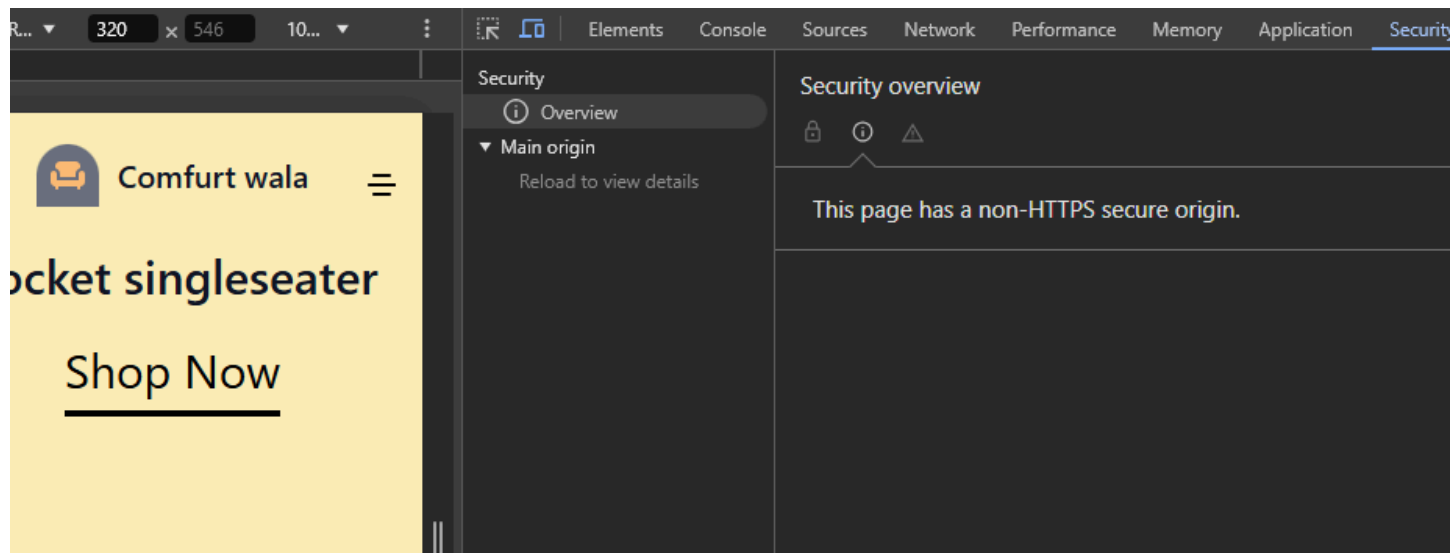 R... 320 × 546 10...
Elements Console Sources Network Performance Memory Application Security
Security
Overview
Main origin
Reload to view details
Security overview
This page has a non-HTTPS secure origin.
Comfurt wala
ocket singleseater
Shop Now